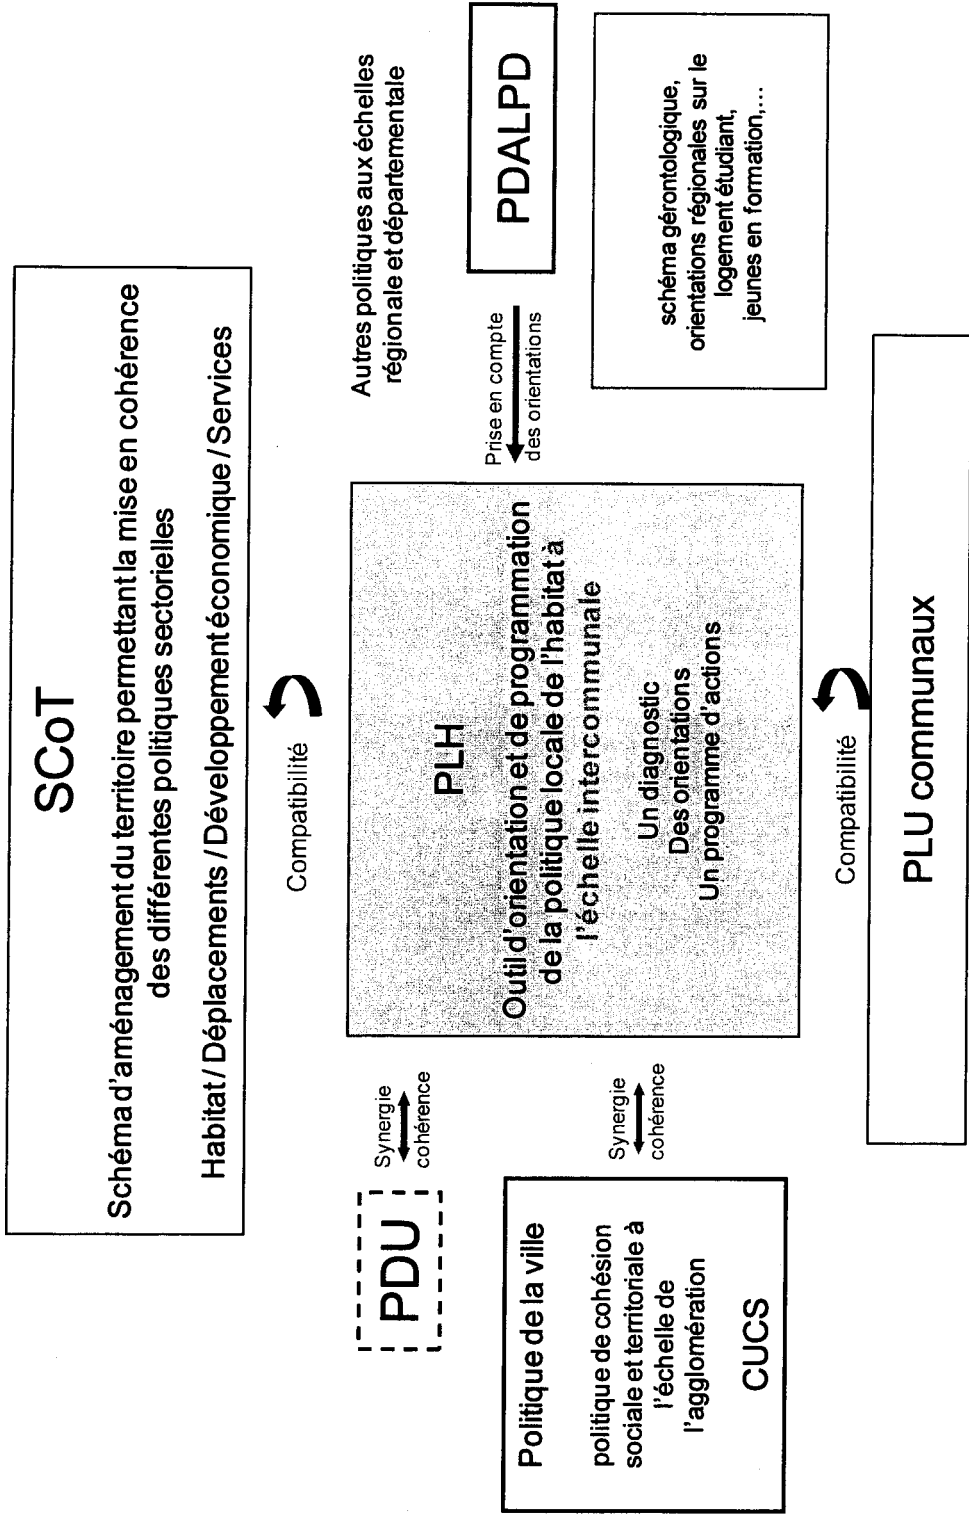 SCoT
Schéma d'aménagement du territoire permettant la mise en cohérence
des différentes politiques sectorielles
Habitat / Déplacements / Développement économique / Services
Compatibilité
Autres politiques aux échelles
régionale et départementale
PDU
Synergie
cohérence
PLH
Outil d'orientation et de programmation
de la politique locale de l'habitat à
l'échelle intercommunale
Un diagnostic
Des orientations
Un programme d'actions
Prise en compte
des orientations
PDALPD
Politique de la ville
politique de cohésion
sociale et territoriale à
l'échelle de
l'agglomération
CUCS
Synergie
cohérence
schéma gérontologique,
orientations régionales sur le
logement étudiant,
jeunes en formation,...
Compatibilité
PLU communaux